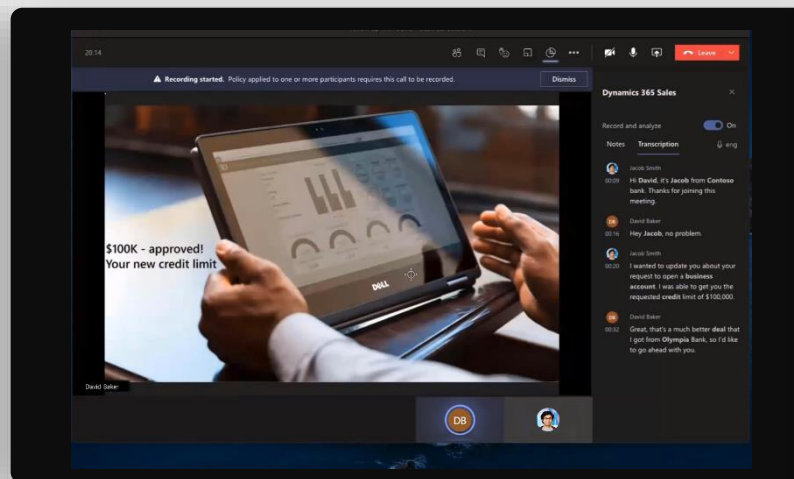 20:14
Leave
Recording started. Policy applied to one or more participants requires this call to be recorded.
Dismiss
Dynamics 365 Sales
Record and analyze
On
Notes
Transcription
eng
$100K - approved!
Your new credit limit
DELL
Jacob Smith
00:09
Hi David, it's Jacob from Contoso
bank. Thanks for joining this
meeting.
DB
David Baker
00:16
Hey Jacob, no problem.
Jacob Smith
00:20
I wanted to update you about your
request to open a business
account. I was able to get you the
requested credit limit of $100,000.
DB
David Baker
00:32
Great, that's a much better deal that
I got from Olympia Bank, so I'd like
to go ahead with you.
David Baker
DB